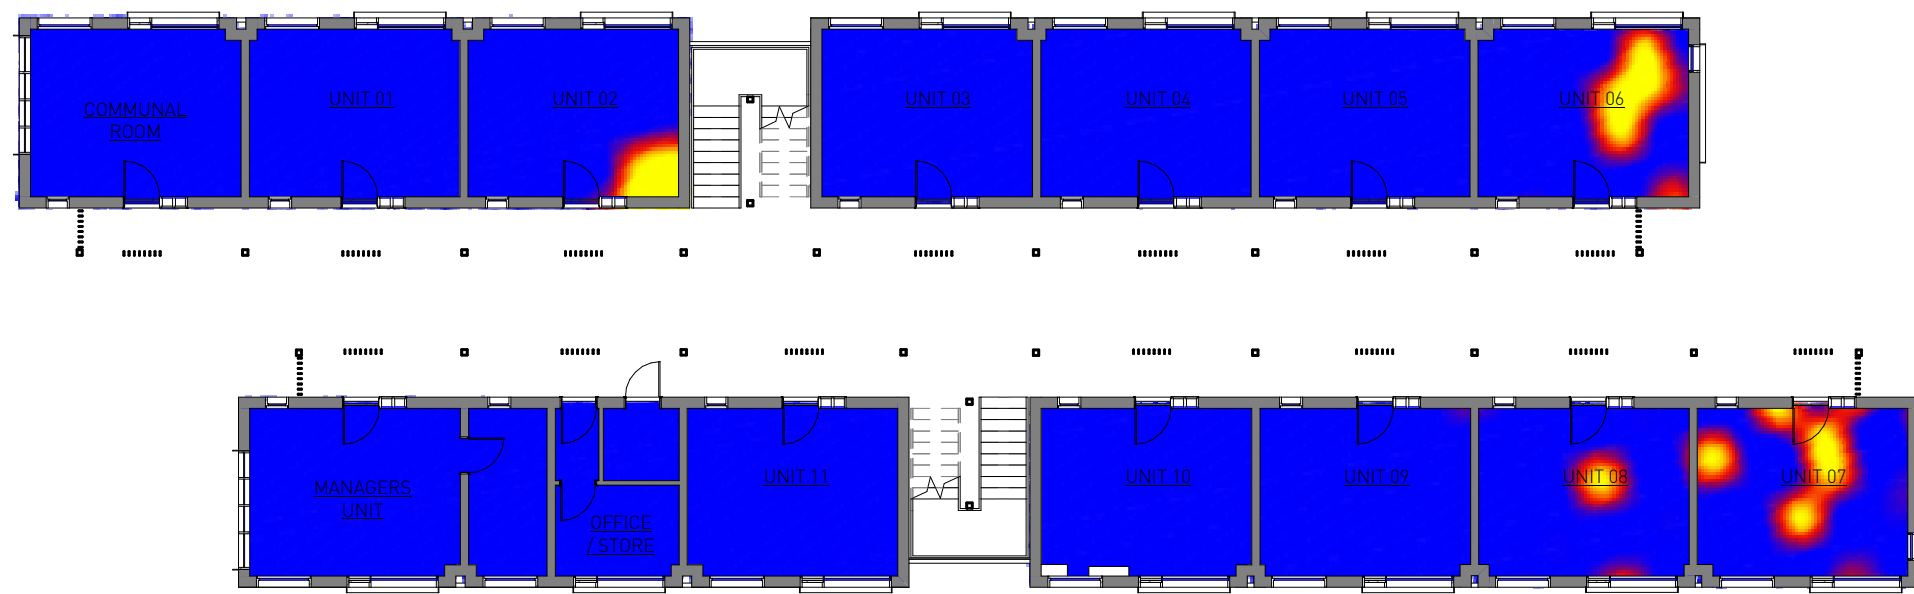 COMMUNAL
ROOM
UNIT 01
UNIT 02
UNIT 03
UNIT 04
UNIT 05
UNIT 06
MANAGERS
UNIT
OFFICE
/ STORE
UNIT 11
UNIT 10
UNIT 09
UNIT 08
UNIT 07